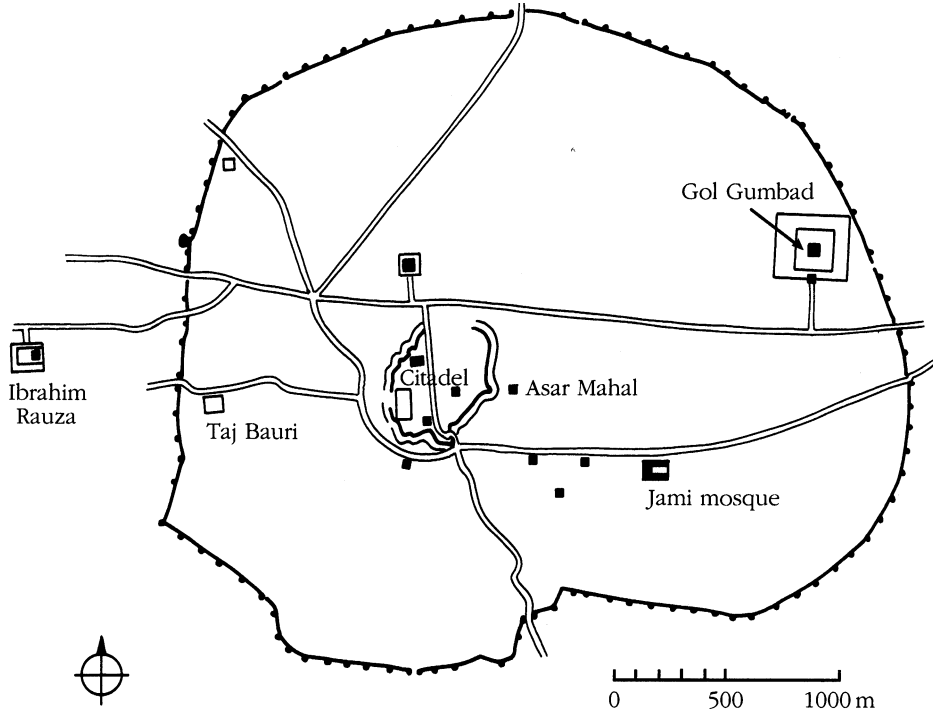 Gol Gumbad
Citadel
Asar Mahal
Ibrahim
Rauza
Taj Bauri
Jami mosque
0 500 1000 m